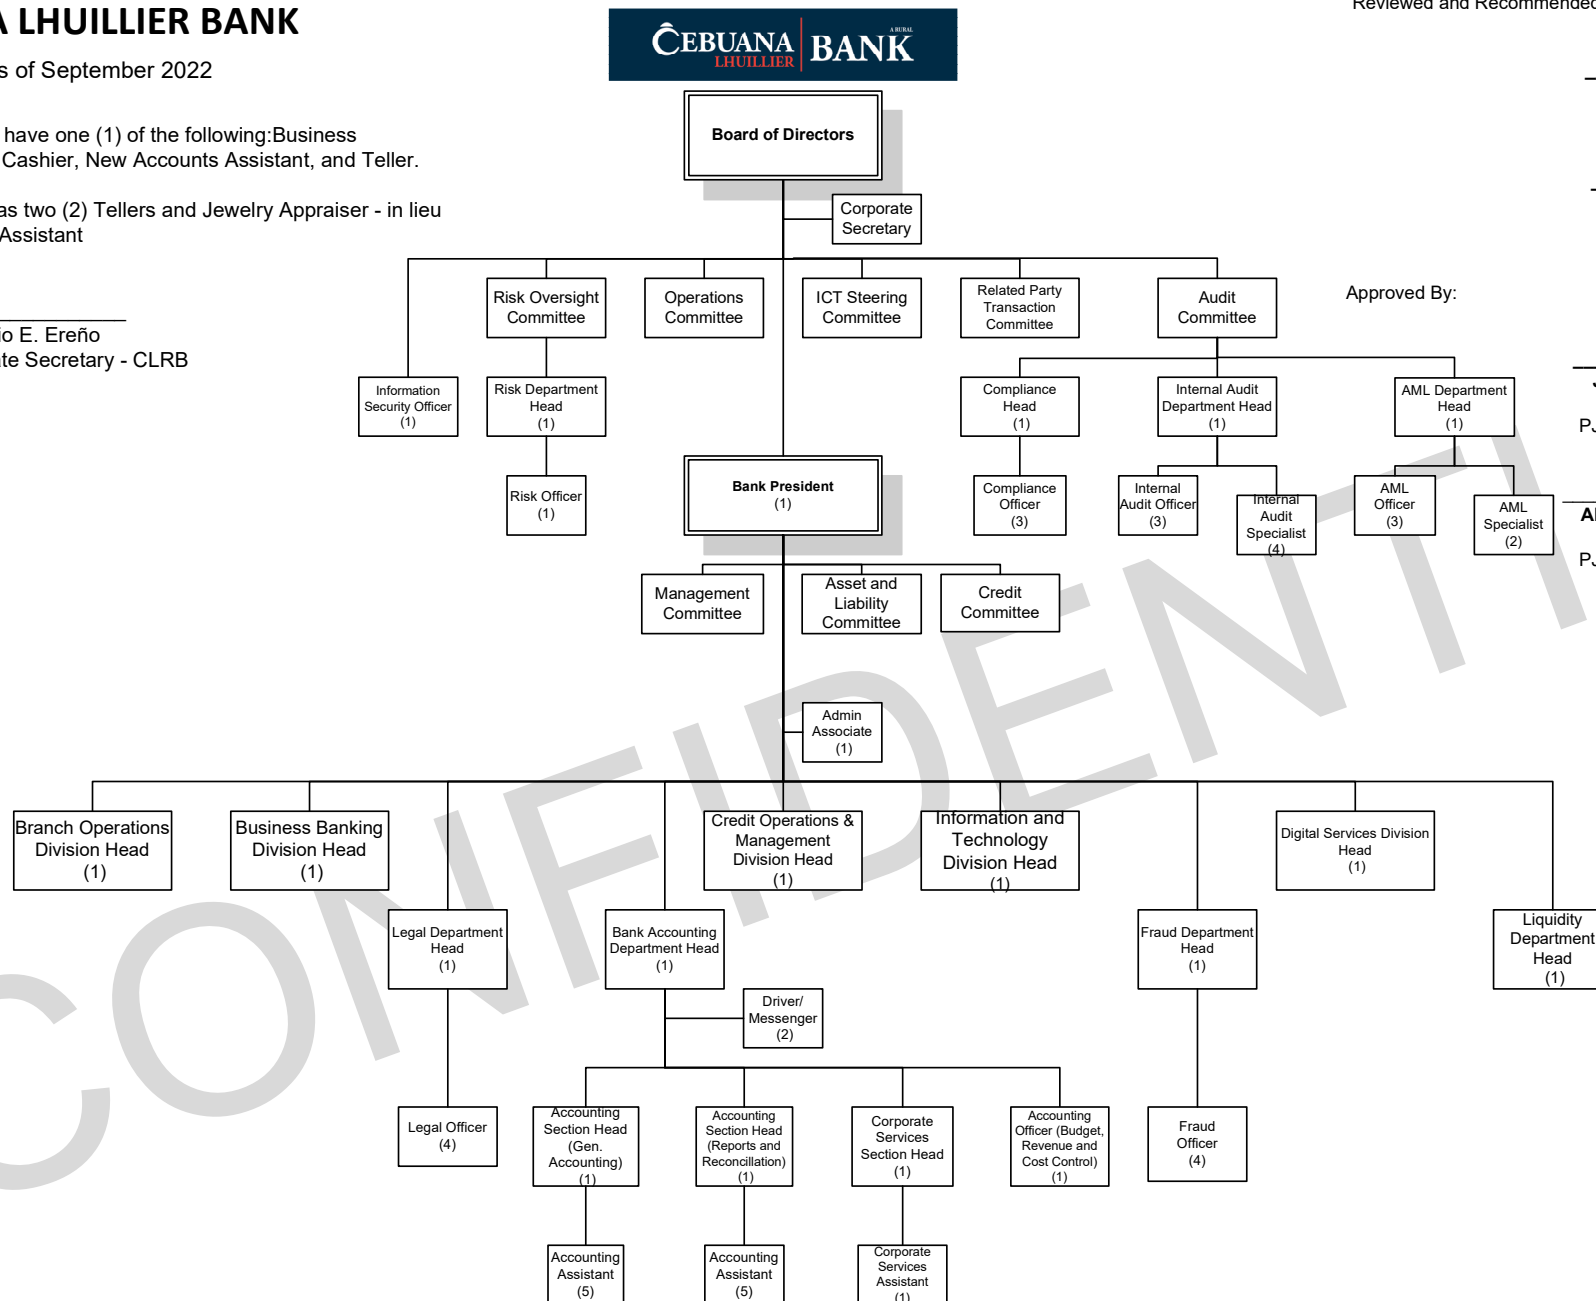 A LHUILLIER BANK
s of September 2022
have one (1) of the following:Business
Cashier, New Accounts Assistant, and Teller.
as two (2) Tellers and Jewelry Appraiser - in lieu
Assistant
io E. Ereño
te Secretary - CLRB
CEBUANA
LHUILLIER
A RURAL
BANK
Reviewed and Recommended
Approved By:
PJ
PJ
Board of Directors
Corporate
Secretary
Risk Oversight
Committee
Operations
Committee
ICT Steering
Committee
Related Party
Transaction
Committee
Audit
Committee
Information
Security Officer
(1)
Risk Department
Head
(1)
Compliance
Head
(1)
Internal Audit
Department Head
(1)
AML Department
Head
(1)
Risk Officer
(1)
Bank President
(1)
Compliance
Officer
(3)
Internal
Audit Officer
(3)
Internal
Audit
Specialist
(4)
AML
Officer
(3)
AML
Specialist
(2)
Management
Committee
Asset and
Liability
Committee
Credit
Committee
Admin
Associate
(1)
Branch Operations
Division Head
(1)
Business Banking
Division Head
(1)
Credit Operations &
Management
Division Head
(1)
Information and
Technology
Division Head
(1)
Digital Services Division
Head
(1)
Legal Department
Head
(1)
Bank Accounting
Department Head
(1)
Fraud Department
Head
(1)
Liquidity
Department
Head
(1)
Driver/
Messenger
(2)
Legal Officer
(4)
Accounting
Section Head
(Gen.
Accounting)
(1)
Accounting
Section Head
(Reports and
Reconcillation)
(1)
Corporate
Services
Section Head
(1)
Accounting
Officer (Budget,
Revenue and
Cost Control)
(1)
Fraud
Officer
(4)
Accounting
Assistant
(5)
Accounting
Assistant
(5)
Corporate
Services
Assistant
(1)
CONFIDENTI